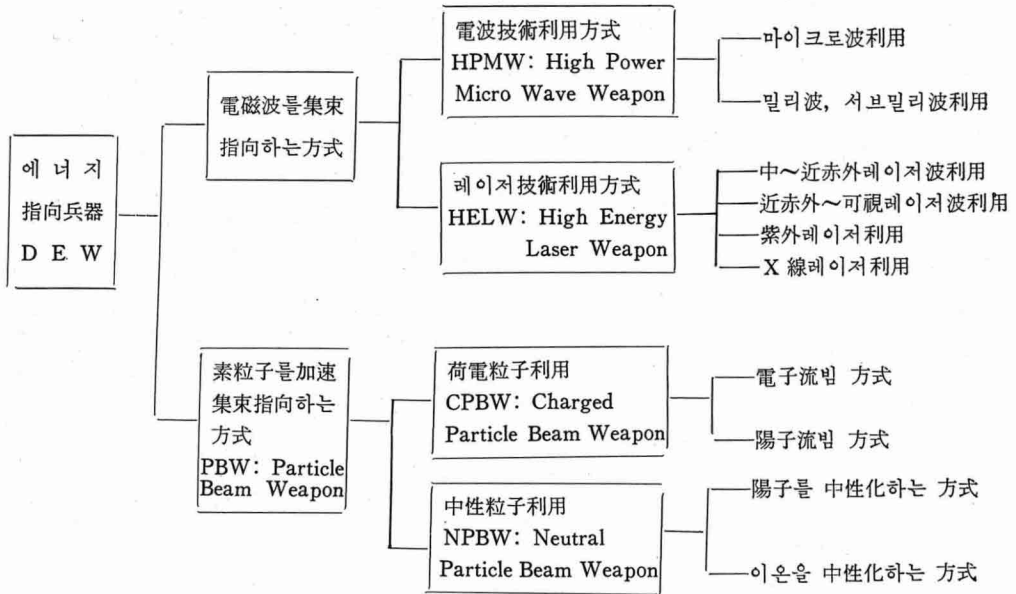 에 너 지
指向兵器
D E W
電磁波를集束
指向하는方式
電波技術利用方式
HPMW: High Power
Micro Wave Weapon
마이크로波利用
밀리波, 서브밀리波利用
레이저技術利用方式
HELW: High Energy
Laser Weapon
中~近赤外레이저波利用
近赤外~可視레이저波利用
紫外레이저利用
X 線레이저利用
素粒子를加速
集束指向하는
方式
PBW: Particle
Beam Weapon
荷電粒子利用
CPBW: Charged
Particle Beam Weapon
電子流빔 方式
陽子流빔 方式
中性粒子利用
NPBW: Neutral
Particle Beam Weapon
陽子를 中性化하는 方式
이온을 中性化하는 方式